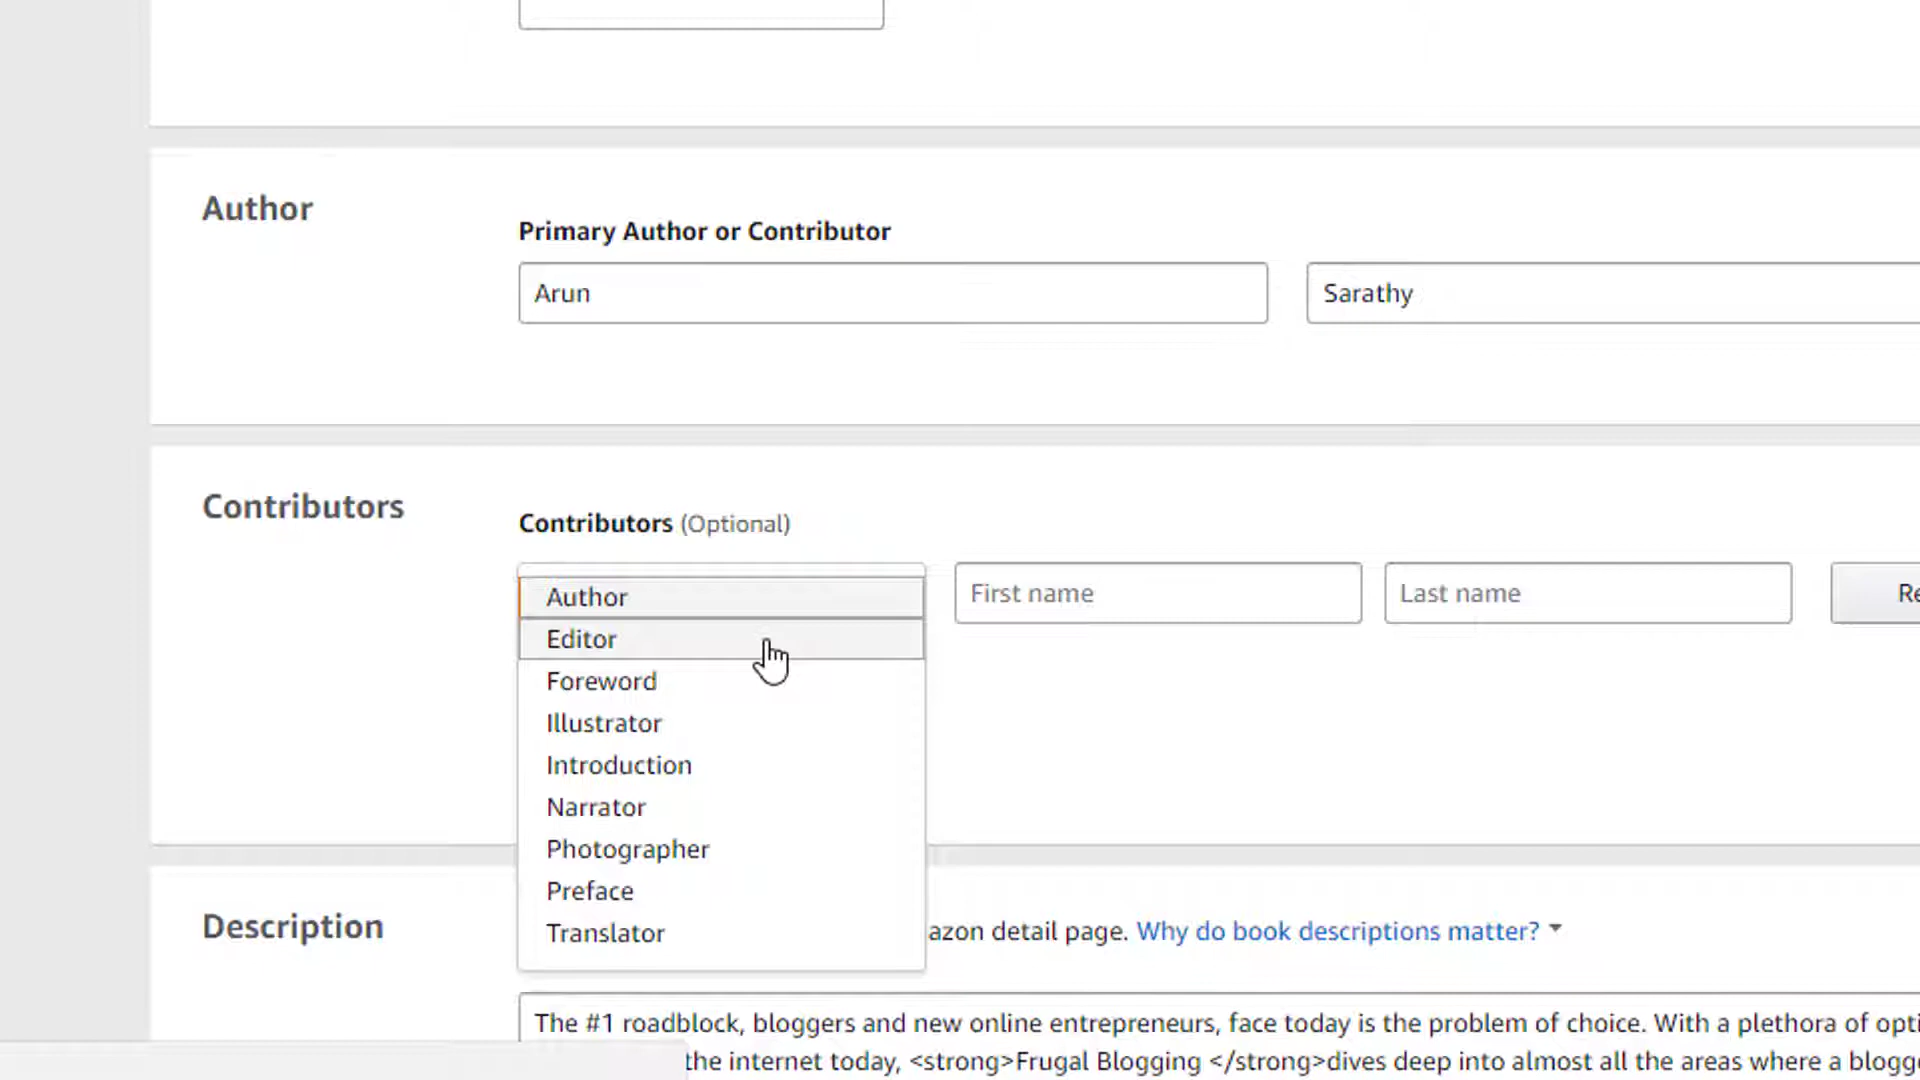 Author
Primary Author or Contributor
Arun
Sarathy
Contributors
Contributors (Optional)
Author
Editor
Foreword
Illustrator
Introduction
Narrator
Photographer
Preface
Translator
First name
Last name
Re
Description
azon detail page. Why do book descriptions matter?
The #1 roadblock, bloggers and new online entrepreneurs, face today is the problem of choice. With a plethora of opti
the internet today, <strong>Frugal Blogging </strong>dives deep into almost all the areas where a blogge